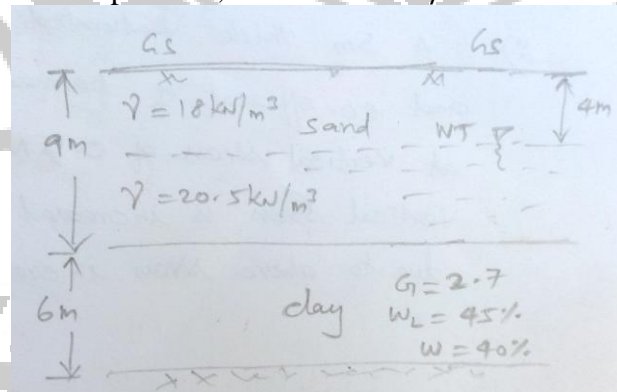 GS GS
γ = 18 kN/m³ 4m
9m sand WT
γ = 20.5 kN/m³
G = 2.7
6m clay W_L = 45%.
W = 40%